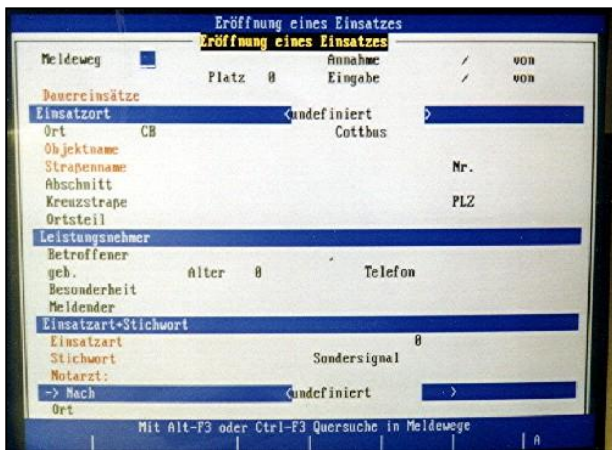 Eröffnung eines Einsatzes
Eröffnung eines Einsatzes
Meldeweg Annahme / von
Platz 0 Eingabe / von
Dauereinsätze
Einsatzort <undefiniert >
Ort CB Cottbus
Objektname
Straßenname Nr.
Abschnitt
Kreuzstraße PLZ
Ortsteil
Leistungsnehmer
Betroffener
geb. Alter 0 Telefon
Besonderheit
Meldender
Einsatzart+Stichwort
Einsatzart 0
Stichwort Sondersignal
Notarzt:
-> Nach <undefiniert >
Ort
Mit Alt-F3 oder Ctrl-F3 Quersuche in Meldewege
A